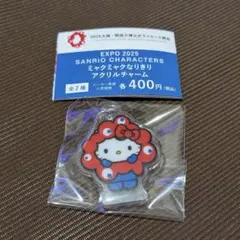 2025大阪・関西万博公式ライセンス商品
EXPO 2025
SANRIO CHARACTERS
ミャクミャクなりきり
アクリルチャーム
全7種
各400円(税込)